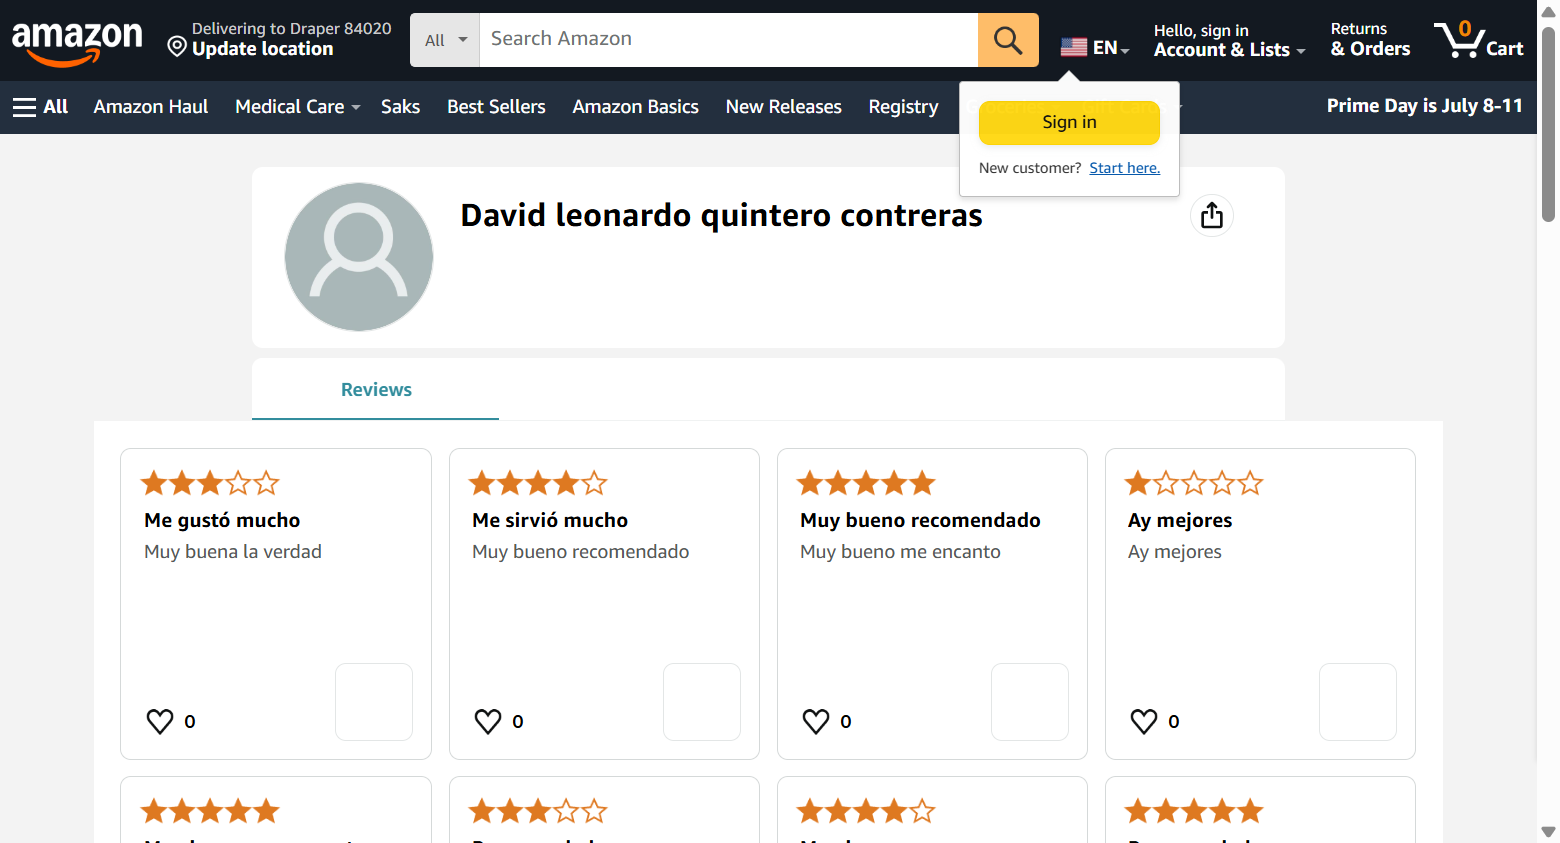 amazon
Delivering to Draper 84020
Update location
All
Search Amazon
EN
Hello, sign in
Account & Lists
Returns
& Orders
0
Cart
All
Amazon Haul
Medical Care
Saks
Best Sellers
Amazon Basics
New Releases
Registry
Prime Day is July 8-11
Sign in
New customer? Start here.
David leonardo quintero contreras
Reviews
Me gustó mucho
Muy buena la verdad
0
Me sirvió mucho
Muy bueno recomendado
0
Muy bueno recomendado
Muy bueno me encanto
0
Ay mejores
Ay mejores
0